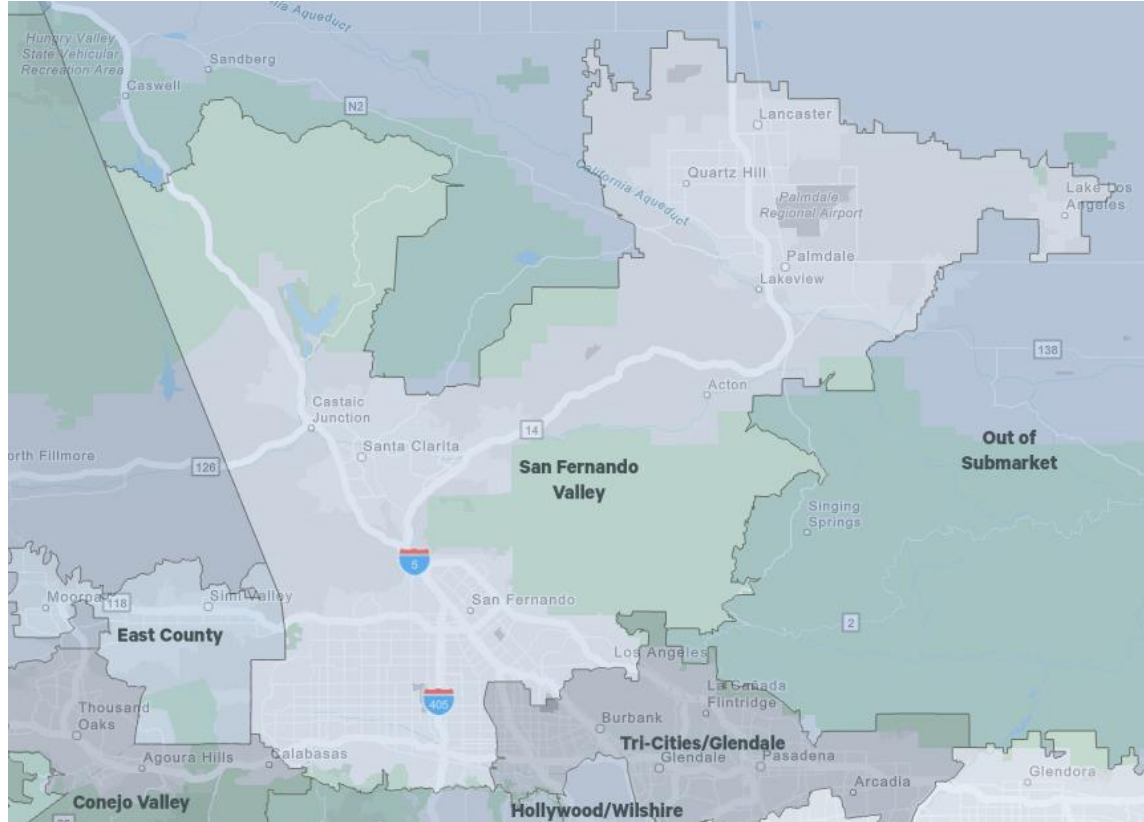 California Aqueduct
Hungry Valley
State Vehicular
Recreation Area
Sandberg
Caswell
N2
Lancaster
California Aqueduct
Quartz Hill
Palmdale
Regional Airport
Lake Los
Angeles
Palmdale
Lakeview
138
Acton
Castaic
Junction
14
Santa Clarita
orth Fillmore
126
San Fernando
Valley
Out of
Submarket
Singing
Springs
5
Moorpa
118
Simi Valley
San Fernando
2
East County
Los Angeles
405
La Cañada
Flintridge
Thousand
Oaks
Burbank
Tri-Cities/Glendale
Agoura Hills
Calabasas
Glendale
Pasadena
Arcadia
Glendora
Conejo Valley
Hollywood/Wilshire